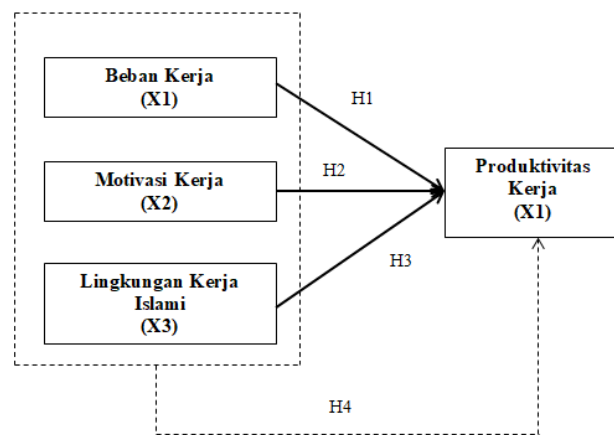 Beban Kerja
(X1)
H1
Motivasi Kerja
(X2)
H2
Produktivitas
Kerja
(X1)
Lingkungan Kerja
Islami
(X3)
H3
H4